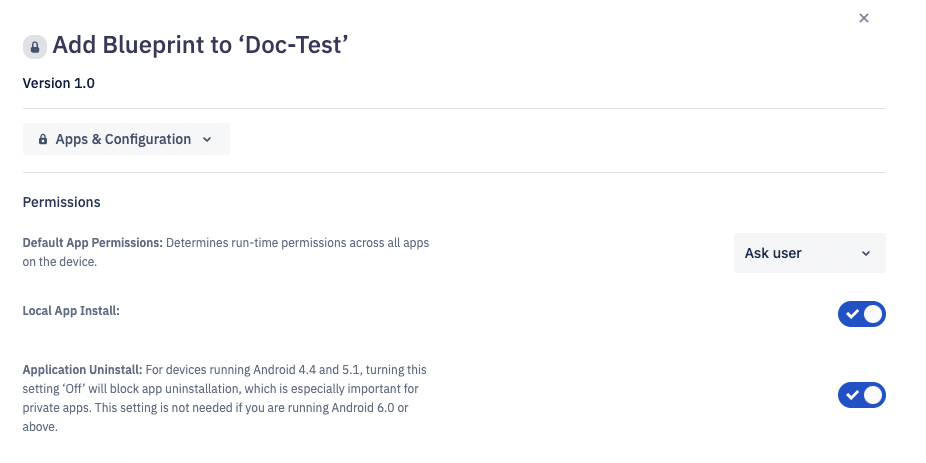 Add Blueprint to ‘Doc-Test’
Version 1.0
Apps & Configuration
Permissions
Default App Permissions: Determines run-time permissions across all apps
on the device.
Ask user
Local App Install:
Application Uninstall: For devices running Android 4.4 and 5.1, turning this
setting ‘Off’ will block app uninstallation, which is especially important for
private apps. This setting is not needed if you are running Android 6.0 or
above.